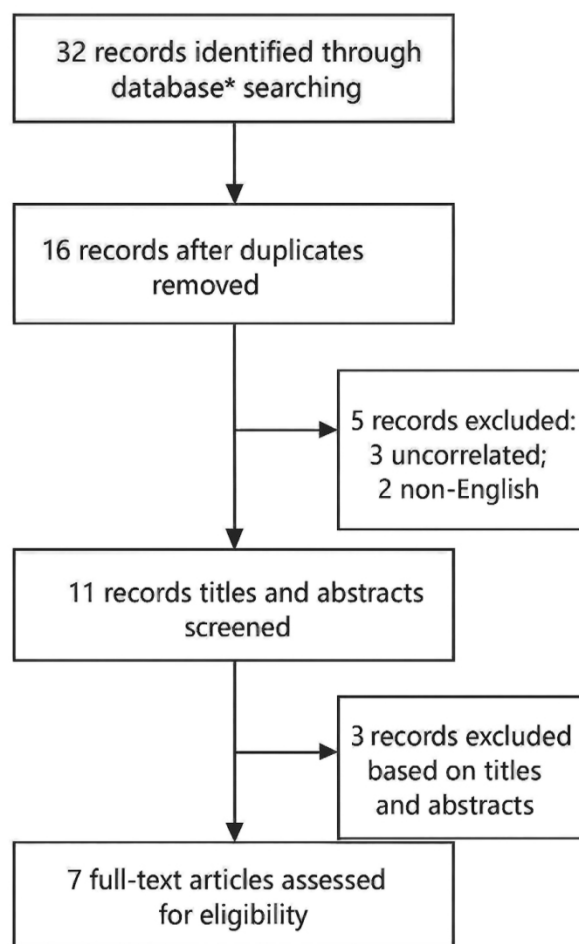 32 records identified through
database* searching
16 records after duplicates
removed
5 records excluded:
3 uncorrelated;
2 non-English
11 records titles and abstracts
screened
3 records excluded
based on titles
and abstracts
7 full-text articles assessed
for eligibility